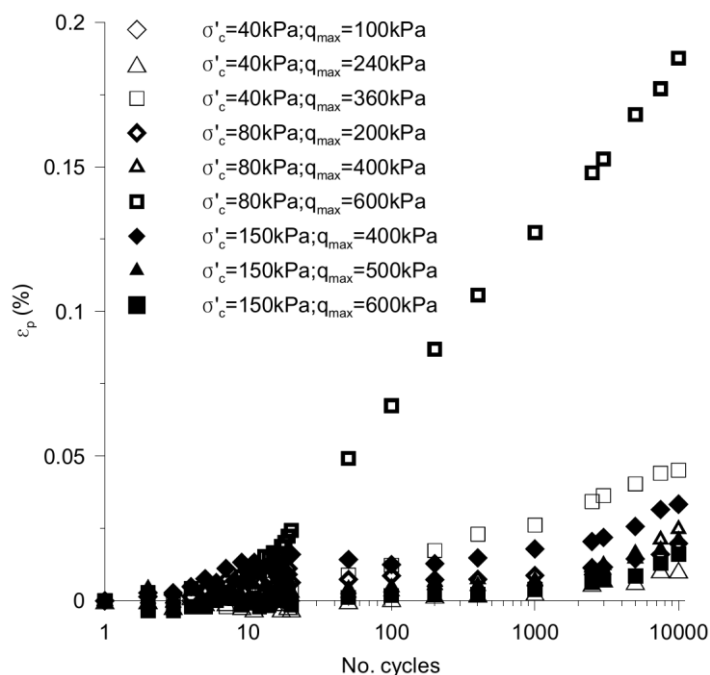 0.2
σ'c=40kPa;qmax=100kPa
σ'c=40kPa;qmax=240kPa
σ'c=40kPa;qmax=360kPa
σ'c=80kPa;qmax=200kPa
0.15
σ'c=80kPa;qmax=400kPa
σ'c=80kPa;qmax=600kPa
σ'c=150kPa;qmax=400kPa
σ'c=150kPa;qmax=500kPa
σ'c=150kPa;qmax=600kPa
0.1
εp (%)
0.05
0
1 10 100 1000 10000
No. cycles